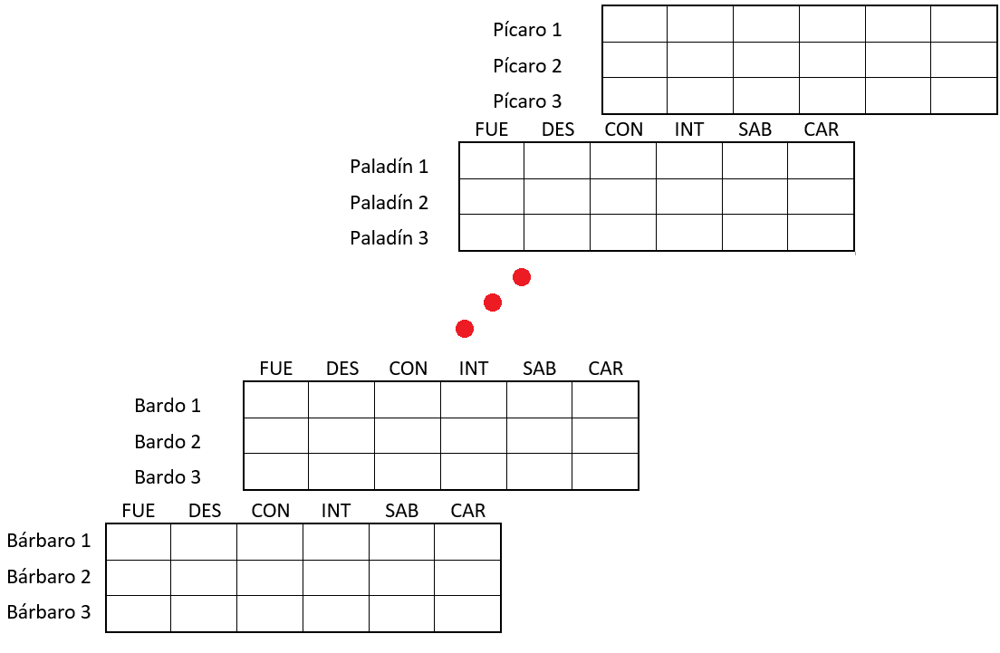 Pícaro 1
Pícaro 2
Pícaro 3
FUE DES CON INT SAB CAR
Paladín 1
Paladín 2
Paladín 3
FUE DES CON INT SAB CAR
Bardo 1
Bardo 2
Bardo 3
FUE DES CON INT SAB CAR
Bárbaro 1
Bárbaro 2
Bárbaro 3